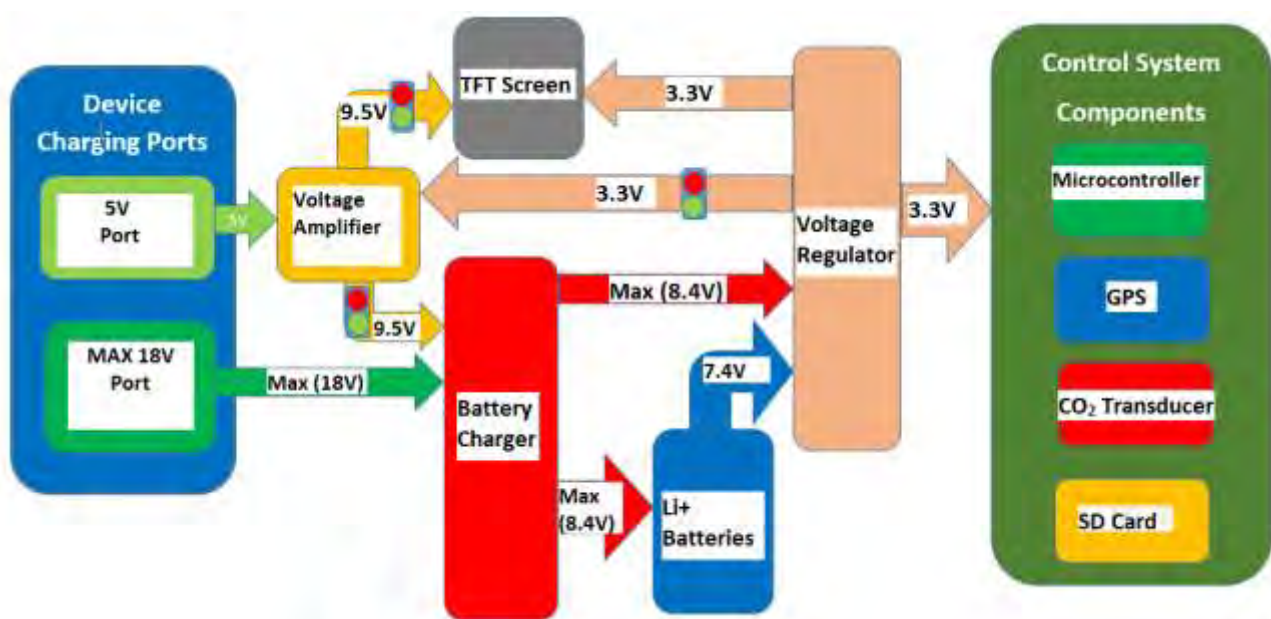 Device
Charging Ports
5V
Port
5V
MAX 18V
Port
Max (18V)
9.5V
Voltage
Amplifier
9.5V
TFT Screen
3.3V
3.3V
Battery
Charger
Max (8.4V)
Max
(8.4V)
7.4V
Li+
Batteries
Voltage
Regulator
3.3V
Control System
Components
Microcontroller
GPS
CO₂ Transducer
SD Card